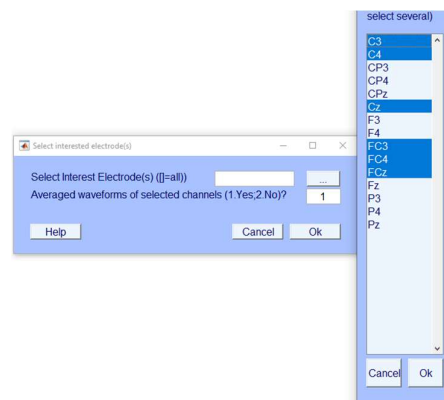 select several)
C3
C4
CP3
CP4
CPz
Cz
F3
F4
FC3
FC4
FCz
Fz
P3
P4
Pz
Cancel Ok
Select interested electrode(s)
Select Interest Electrode(s) ([]=all))
...
Averaged waveforms of selected channels (1.Yes;2.No)? 1
Help Cancel Ok